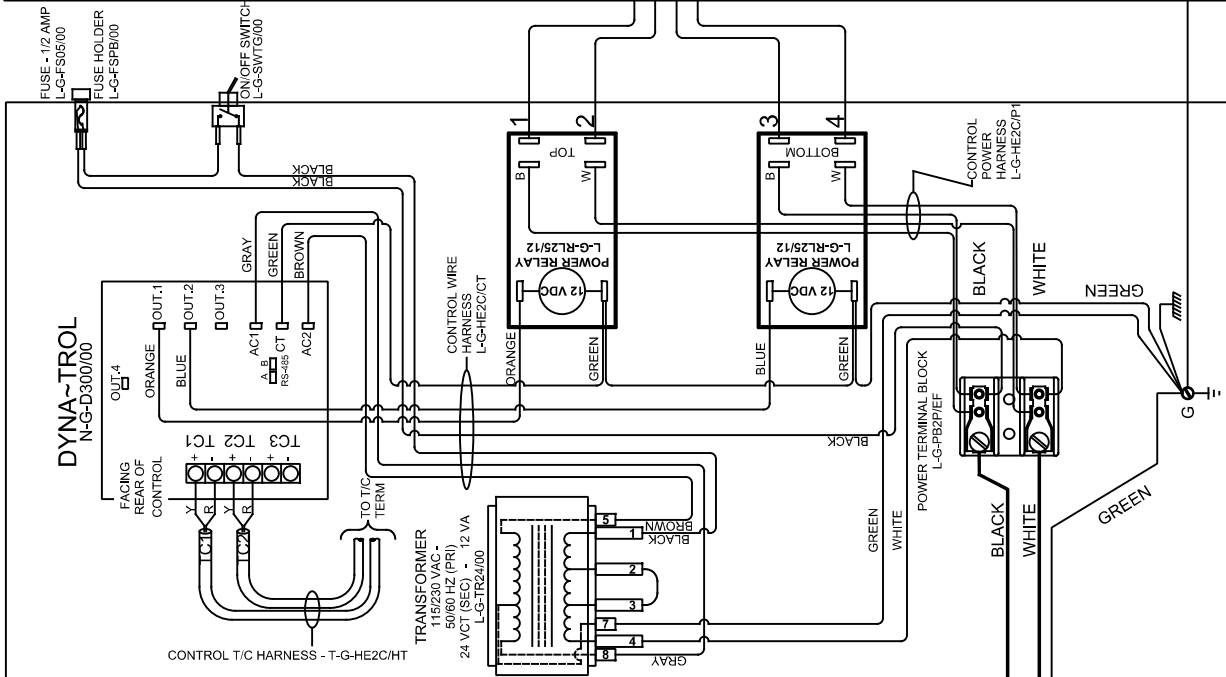 FUSE - 1/2 AMP
L-G-FS05/00
FUSE HOLDER
L-G-FSPB/00
ON/OFF SWITCH
L-G-SWTG/00
BLACK
BLACK
1
2
TOP
B
W
POWER RELAY
L-G-RL25/12
12 VDC
3
4
BOTTOM
B
W
POWER RELAY
L-G-RL25/12
12 VDC
CONTROL
POWER
HARNESS
L-G-HE2C/P1
BLACK
WHITE
GREEN
DYNA~TROL
N-G-D300/00
OUT.4
OUT.1
OUT.2
OUT.3
ORANGE
BLUE
GRAY
GREEN
BROWN
AC1
CT
AC2
A B
RS-485
CONTROL WIRE
HARNESS
L-G-HE2C/CT
ORANGE
GREEN
BLUE
GREEN
FACING
REAR OF
CONTROL
TC1
TC2
TC3
+
-
+
-
+
-
Y
R
Y
R
TC1
TC2
TO T/C
TERM
CONTROL T/C HARNESS - T-G-HE2C/HT
TRANSFORMER
115/230 VAC -
50/60 HZ (PRI)
24 VCT (SEC) - 12 VA
L-G-TR24/00
5
1
2
3
7
4
8
BROWN
BLACK
GRAY
BLACK
GREEN
WHITE
POWER TERMINAL BLOCK
L-G-PB2P/EF
BLACK
WHITE
GREEN
G